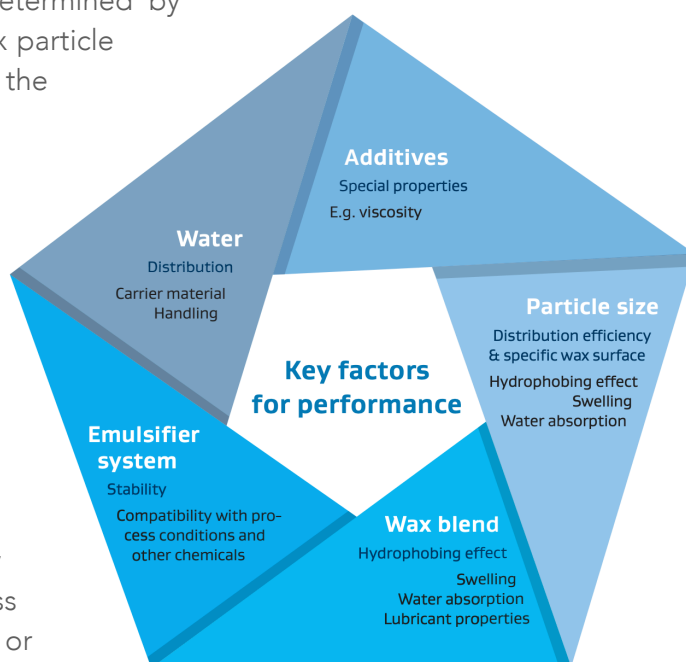 etermined by
x particle
the
Additives
Special properties
E.g. viscosity
Water
Distribution
Carrier material
Handling
Particle size
Distribution efficiency
& specific wax surface
Hydrophobing effect
Swelling
Water absorption
Key factors
for performance
Emulsifier
system
Stability
Compatibility with pro-
cess conditions and
other chemicals
Wax blend
Hydrophobing effect
Swelling
Water absorption
Lubricant properties
ss
or